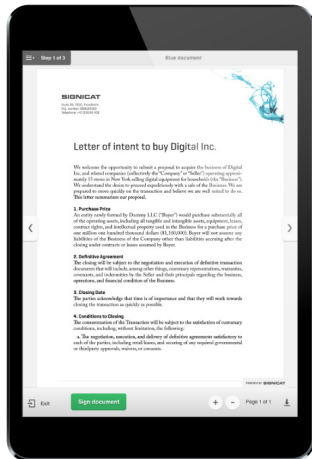 Step 1 of 3
Blue document
SIGNICAT
Letter of intent to buy Digital Inc.
We welcome the opportunity to submit a proposal to acquire the business of Digital
Inc. and related companies (collectively the "Company" or "Seller") operating approxi-
mately 15 stores in New York selling digital equipment for households (the "Business").
We understand the desire to proceed expeditiously with a sale of the Business. We are
prepared to move quickly on the transaction and believe we are well suited to do so.
This letter summarizes our proposal.
1. Purchase Price
An entity newly formed by Dummy LLC ("Buyer") would purchase substantially all
of the operating assets, including all tangible and intangible assets, equipment, leases,
contract rights, and intellectual property used in the Business for a purchase price of
one million one hundred thousand dollars ($1,100,000). Buyer will not assume any
liabilities of the Business of the Company other than liabilities accruing after the
closing under contracts or leases assumed by Buyer.
2. Definitive Agreement
The closing will be subject to the negotiation and execution of definitive transaction
documents that will include, among other things, customary representations, warranties,
covenants, and indemnities by the Seller and their principals regarding the business,
operations, and financial condition of the Business.
3. Closing Date
The parties acknowledge that time is of importance and that they will work towards
closing the transaction as quickly as possible.
4. Conditions to Closing
The consummation of the Transaction will be subject to the satisfaction of customary
conditions, including, without limitation, the following:
a. The negotiation, execution, and delivery of definitive agreements satisfactory to
each of the parties, including retail leases, and securing of any required governmental
or third-party approvals, waivers, or consents.
POWERED BY SIGNICAT
Exit
Sign document
+
-
Page 1 of 1